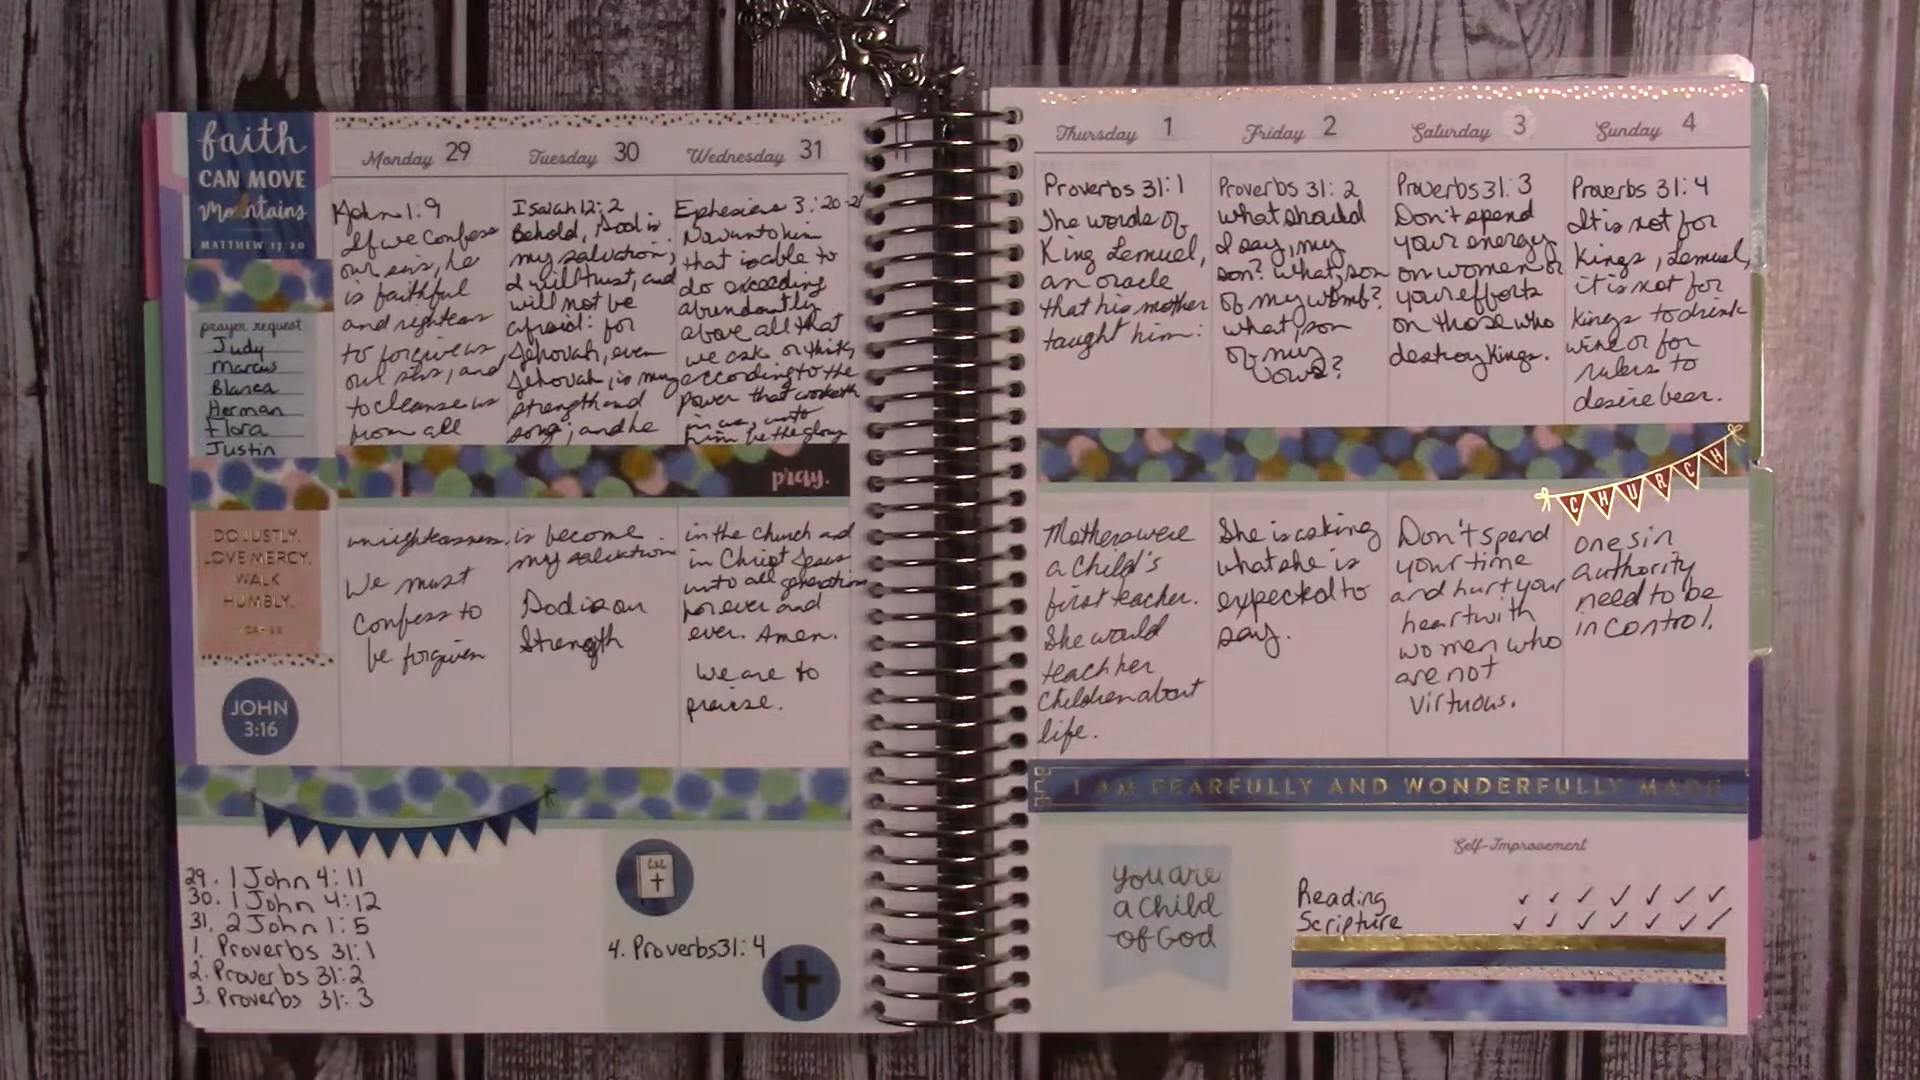 faith
CAN MOVE
Mountains
MATTHEW 17:20
prayer request
Judy
Marcus
Blanca
Herman
Flora
Justin
DO JUSTLY.
LOVE MERCY.
WALK
HUMBLY.
JOHN
3:16
Monday 29
John 1:9
If we confess
our sins, he
is faithful
and righteous
to forgive us
our sins, and
to cleanse us
from all
unrighteousness.
We must
confess to
be forgiven
Tuesday 30
Isaiah 12:2
Behold, God is
my salvation;
I will trust, and
will not be
afraid: for
Jehovah, even
Jehovah, is my
strength and
song; and he
is become
my salvation
God is our
Strength
Wednesday 31
Ephesians 3:20-21
Now unto him
that is able to
do exceeding
abundantly
above all that
we ask or think,
according to the
power that worketh
in us, unto
him be the glory
pray.
in the church and
in Christ Jesus
unto all generations
for ever and
ever. Amen.
We are to
praise.
29. 1 John 4:11
30. 1 John 4:12
31. 2 John 1:5
1. Proverbs 31:1
2. Proverbs 31:2
3. Proverbs 31:3
4. Proverbs 31:4
Thursday 1
Proverbs 31:1
The words of
King Lemuel,
an oracle
that his mother
taught him:
Mothers were
a child's
first teacher.
She would
teach her
children about
life.
Friday 2
Proverbs 31:2
What should
I say, my
son? What, son
of my womb?
What, son
of my
vows?
She is asking
what she is
expected to
say.
Saturday 3
Proverbs 31:3
Don't spend
your energy
on women or
your efforts
on those who
destroy kings.
Don't spend
your time
and hurt your
heart with
women who
are not
virtuous.
Sunday 4
Proverbs 31:4
It is not for
Kings, Lemuel,
it is not for
Kings to drink
wine or for
rulers to
desire beer.
CHURCH
ones in
authority
need to be
in control.
I AM FEARFULLY AND WONDERFULLY MADE
you are
a child
of God
Self-Improvement
Reading
Scripture